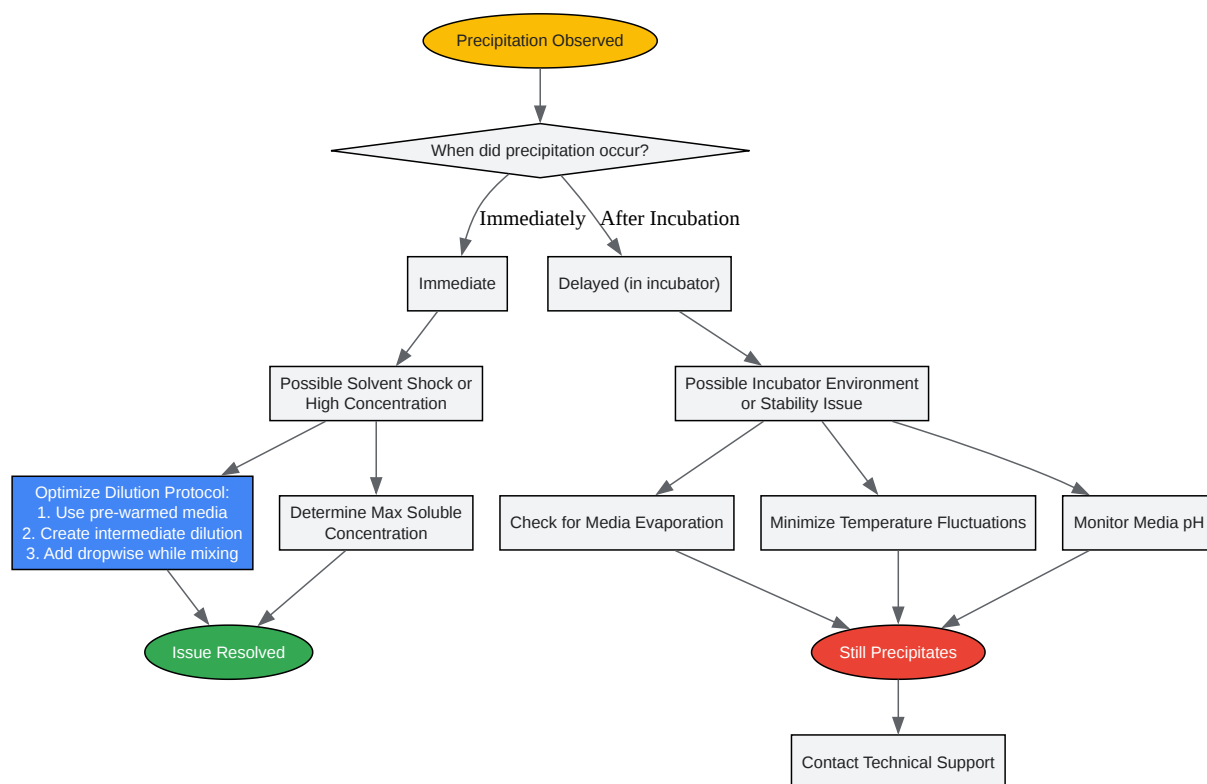 Precipitation Observed
When did precipitation occur?
Immediately
After Incubation
Immediate
Delayed (in incubator)
Possible Solvent Shock or
High Concentration
Possible Incubator Environment
or Stability Issue
Optimize Dilution Protocol:
1. Use pre-warmed media
2. Create intermediate dilution
3. Add dropwise while mixing
Determine Max Soluble
Concentration
Check for Media Evaporation
Minimize Temperature Fluctuations
Monitor Media pH
Issue Resolved
Still Precipitates
Contact Technical Support